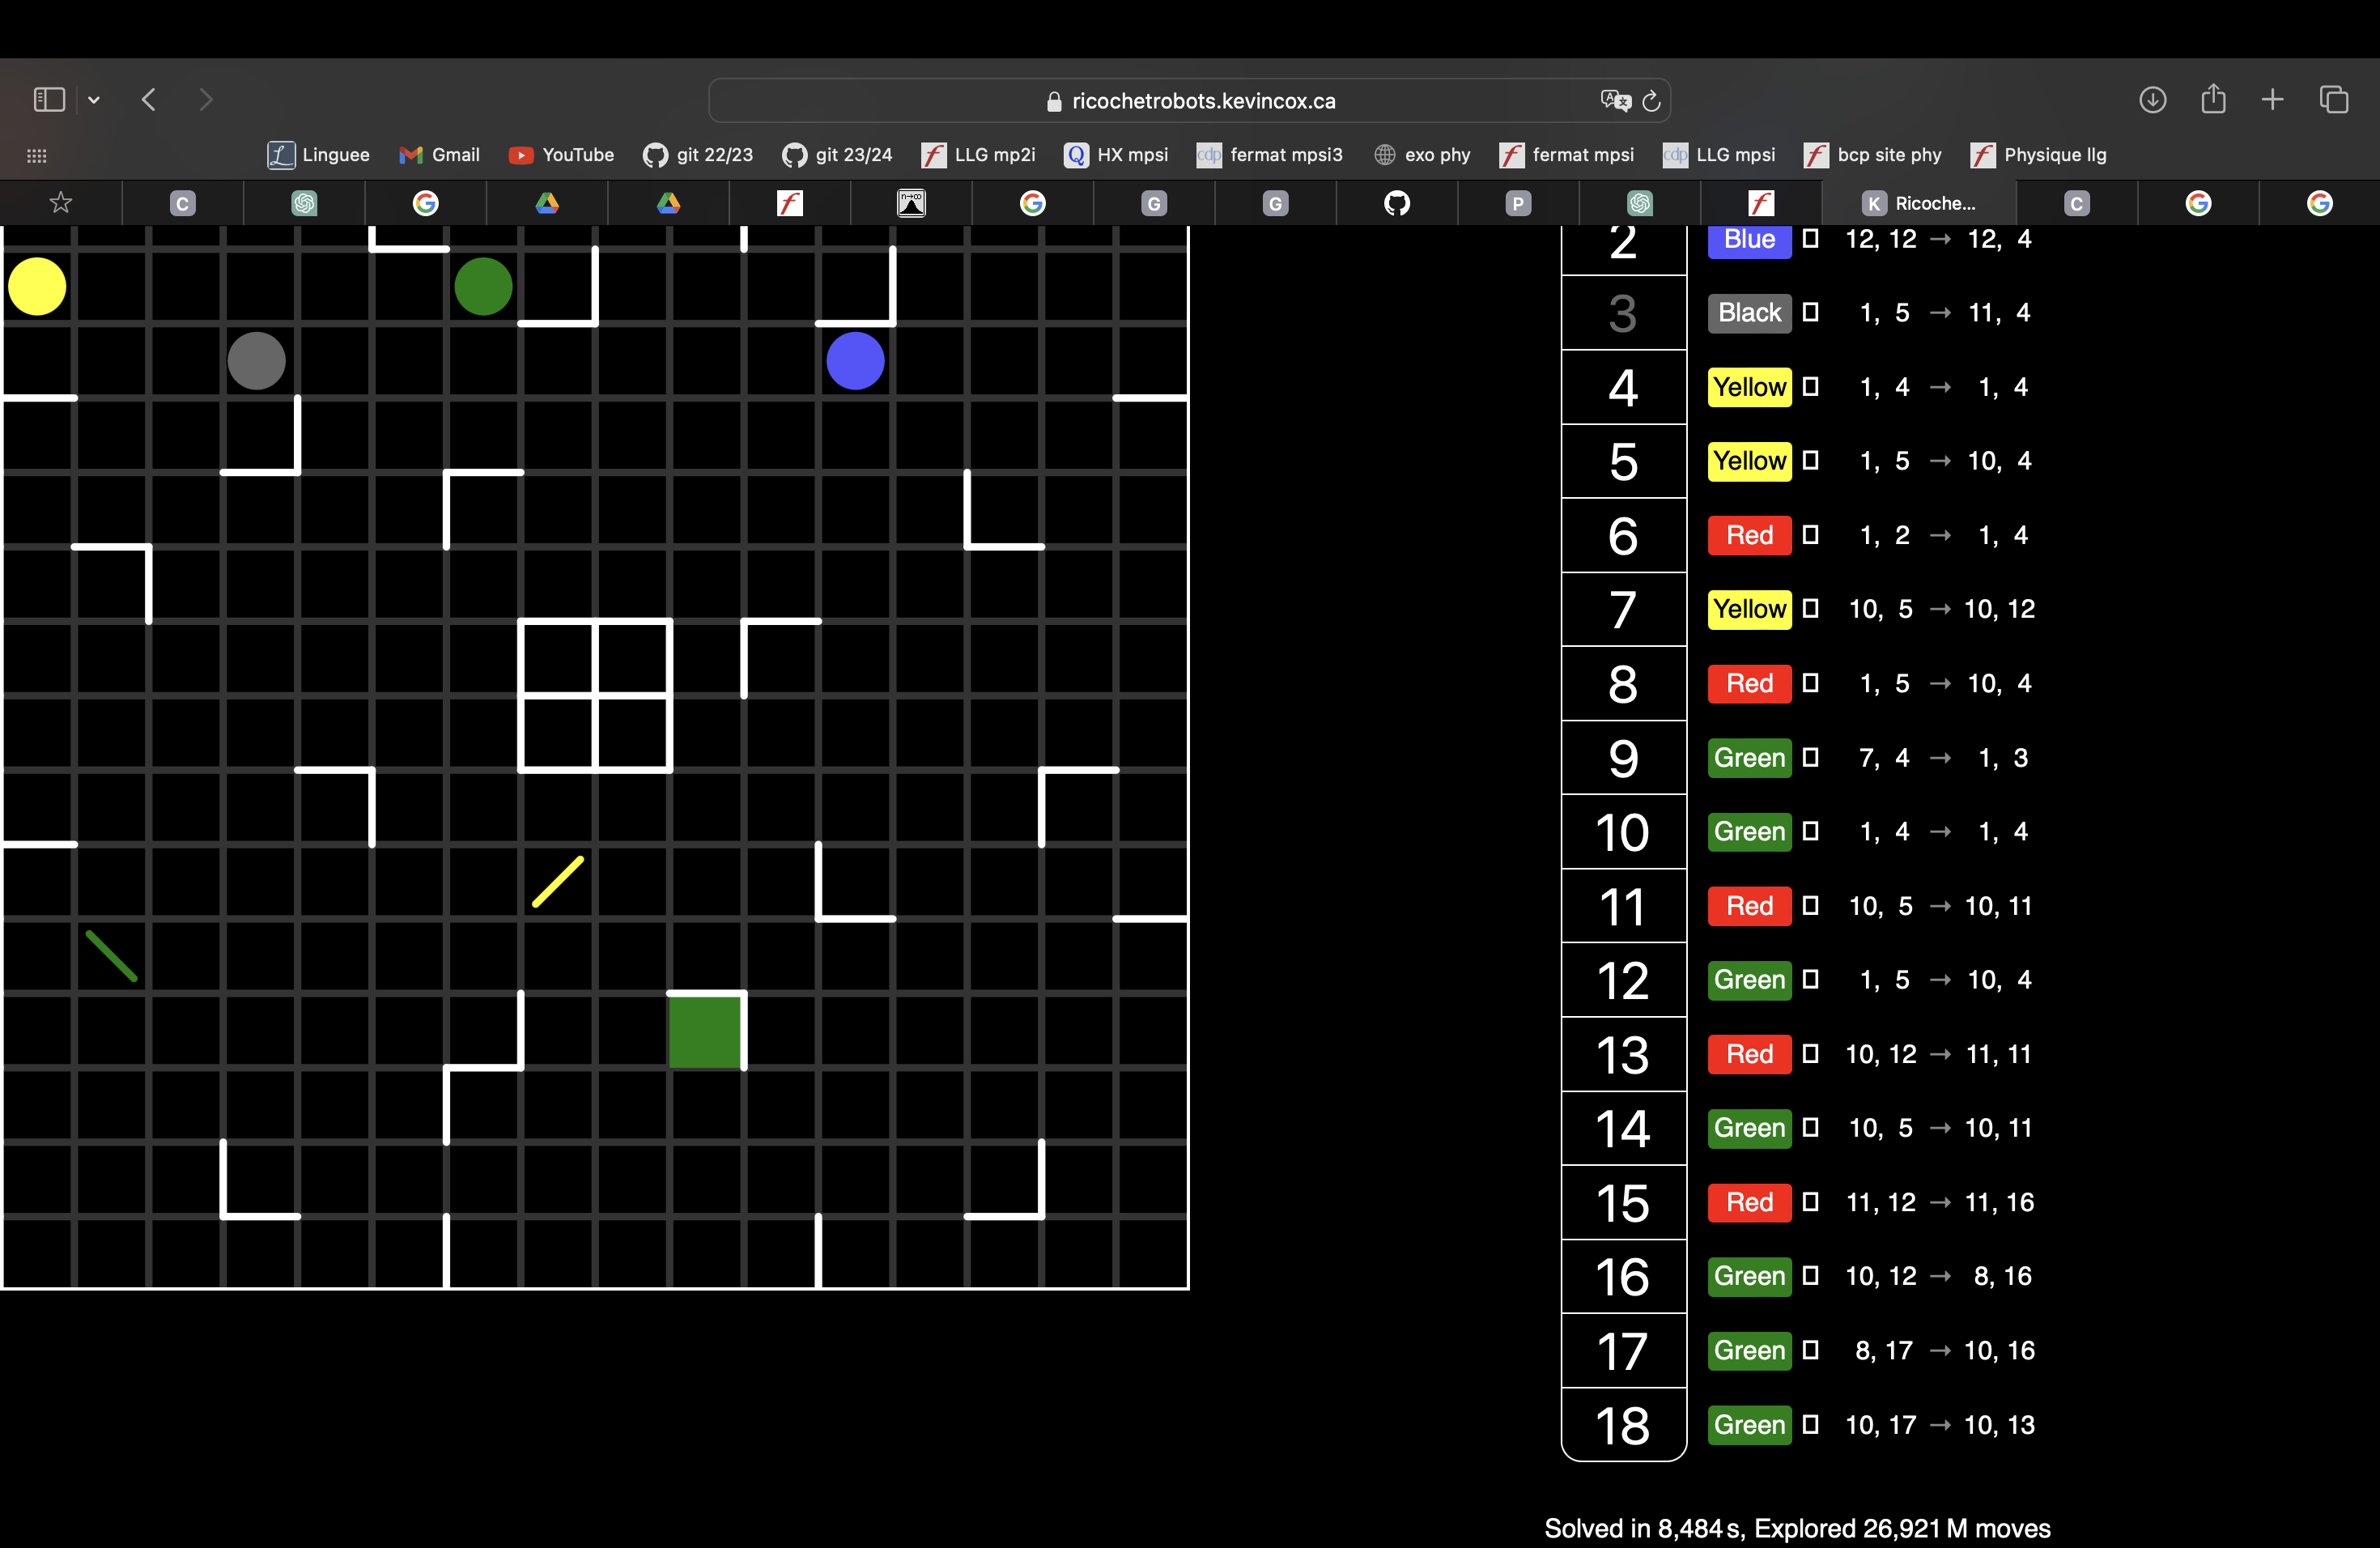 ricochetrobots.kevincox.ca
Linguee Gmail YouTube git 22/23 git 23/24 LLG mp2i HX mpsi fermat mpsi3 exo phy fermat mpsi LLG mpsi bcp site phy Physique llg
C G G P K Ricoche... C
2 Blue 12, 12 → 12, 4
3 Black 1, 5 → 11, 4
4 Yellow 1, 4 → 1, 4
5 Yellow 1, 5 → 10, 4
6 Red 1, 2 → 1, 4
7 Yellow 10, 5 → 10, 12
8 Red 1, 5 → 10, 4
9 Green 7, 4 → 1, 3
10 Green 1, 4 → 1, 4
11 Red 10, 5 → 10, 11
12 Green 1, 5 → 10, 4
13 Red 10, 12 → 11, 11
14 Green 10, 5 → 10, 11
15 Red 11, 12 → 11, 16
16 Green 10, 12 → 8, 16
17 Green 8, 17 → 10, 16
18 Green 10, 17 → 10, 13
Solved in 8,484 s, Explored 26,921 M moves